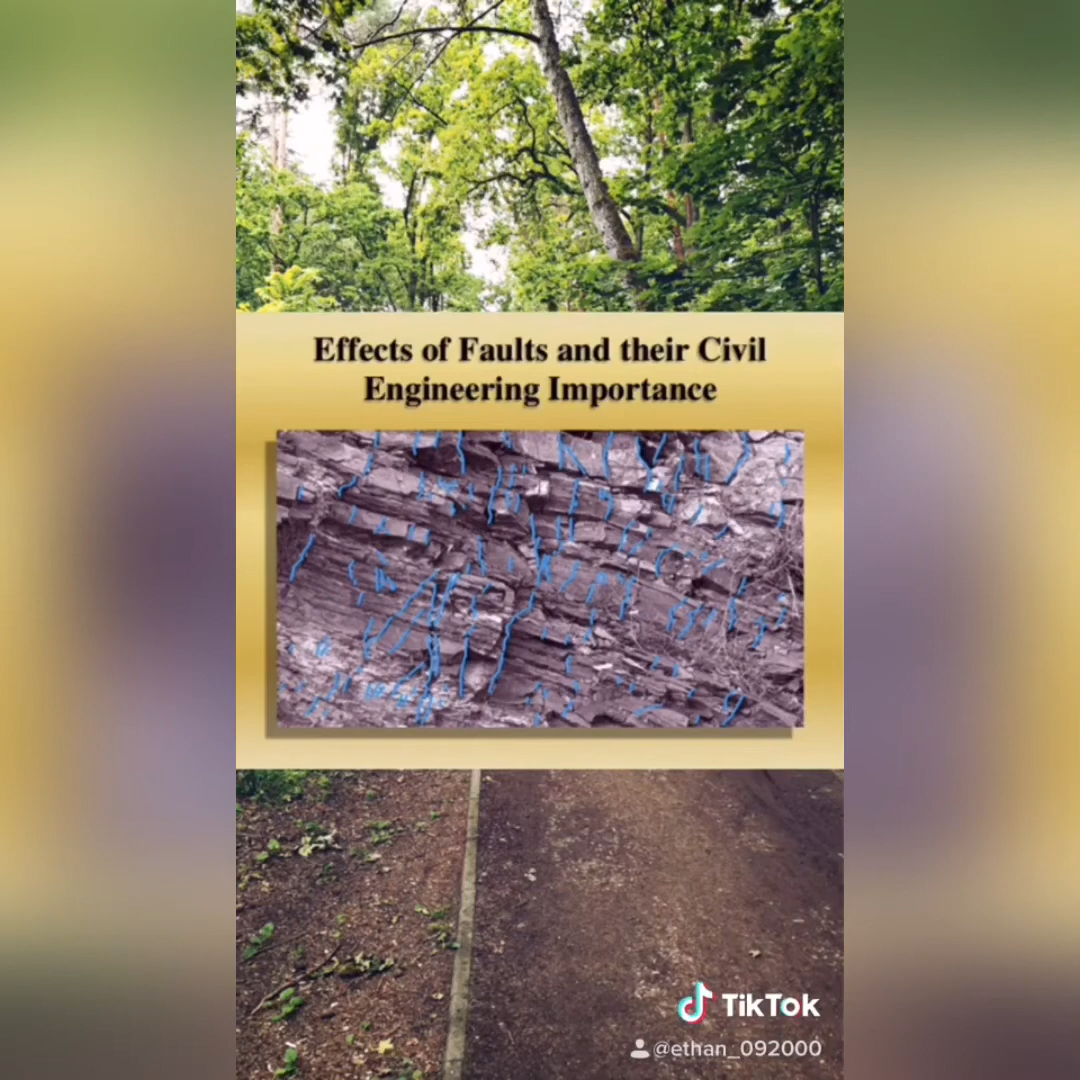 Effects of Faults and their Civil
Engineering Importance
TikTok
@ethan_092000